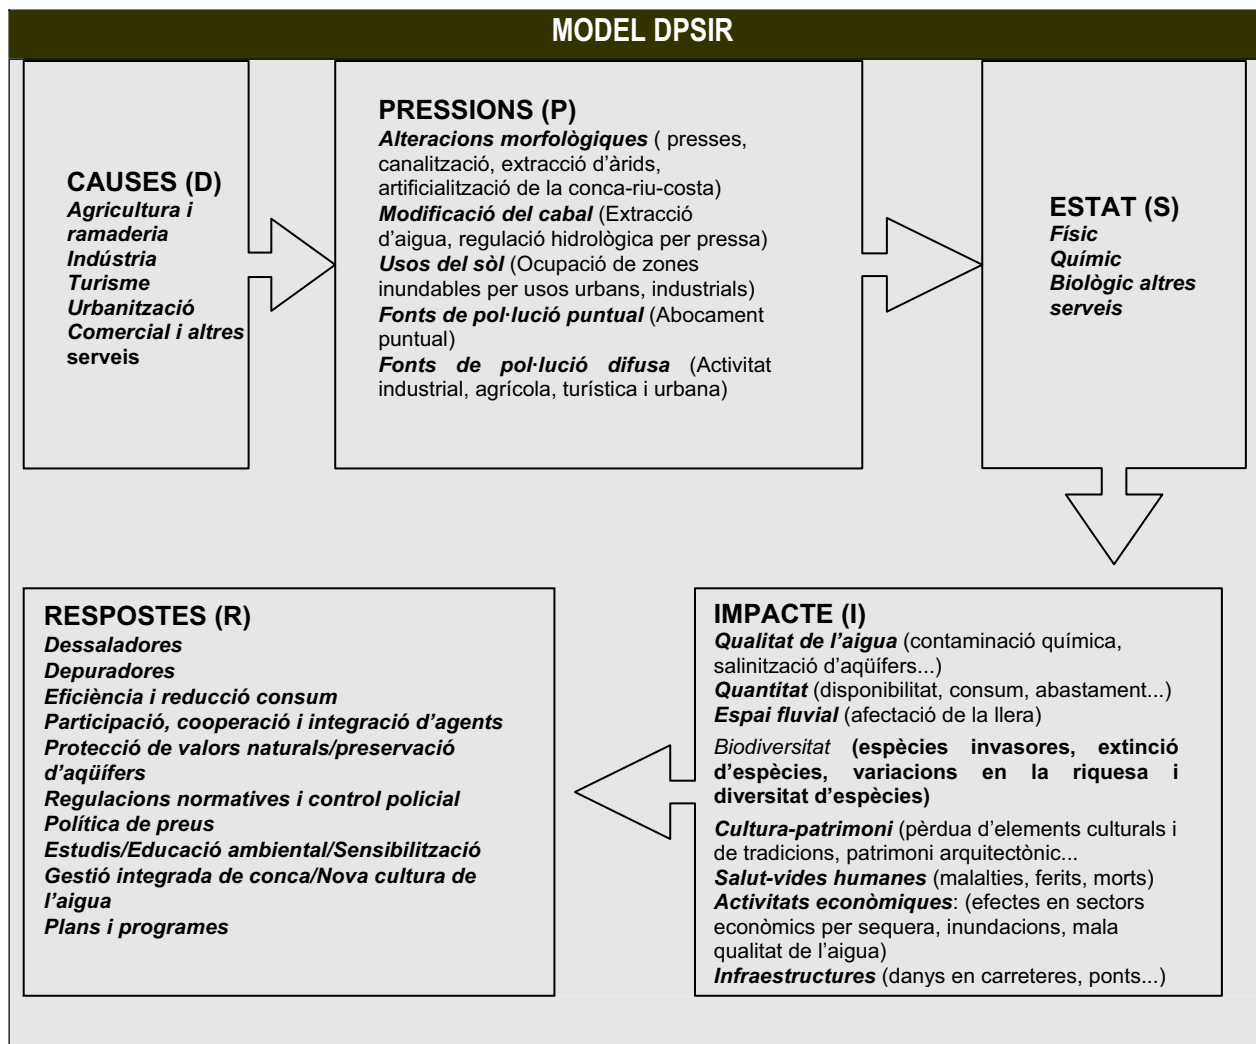 MODEL DPSIR
CAUSES (D)
Agricultura i
ramaderia
Indústria
Turisme
Urbanització
Comercial i altres
serveis
PRESSIONS (P)
Alteracions morfològiques ( presses,
canalització, extracció d'àrids,
artificialització de la conca-riu-costa)
Modificació del cabal (Extracció
d'aigua, regulació hidrològica per pressa)
Usos del sòl (Ocupació de zones
inundables per usos urbans, industrials)
Fonts de pol·lució puntual (Abocament
puntual)
Fonts de pol·lució difusa (Activitat
industrial, agrícola, turística i urbana)
ESTAT (S)
Físic
Químic
Biològic altres
serveis
RESPOSTES (R)
Dessaladores
Depuradores
Eficiència i reducció consum
Participació, cooperació i integració d'agents
Protecció de valors naturals/preservació
d'aqüífers
Regulacions normatives i control policial
Política de preus
Estudis/Educació ambiental/Sensibilització
Gestió integrada de conca/Nova cultura de
l'aigua
Plans i programes
IMPACTE (I)
Qualitat de l'aigua (contaminació química,
salinització d'aqüífers...)
Quantitat (disponibilitat, consum, abastament...)
Espai fluvial (afectació de la llera)
Biodiversitat (espècies invasores, extinció
d'espècies, variacions en la riquesa i
diversitat d'espècies)
Cultura-patrimoni (pèrdua d'elements culturals i
de tradicions, patrimoni arquitectònic...
Salut-vides humanes (malalties, ferits, morts)
Activitats econòmiques: (efectes en sectors
econòmics per sequera, inundacions, mala
qualitat de l'aigua)
Infraestructures (danys en carreteres, ponts...)